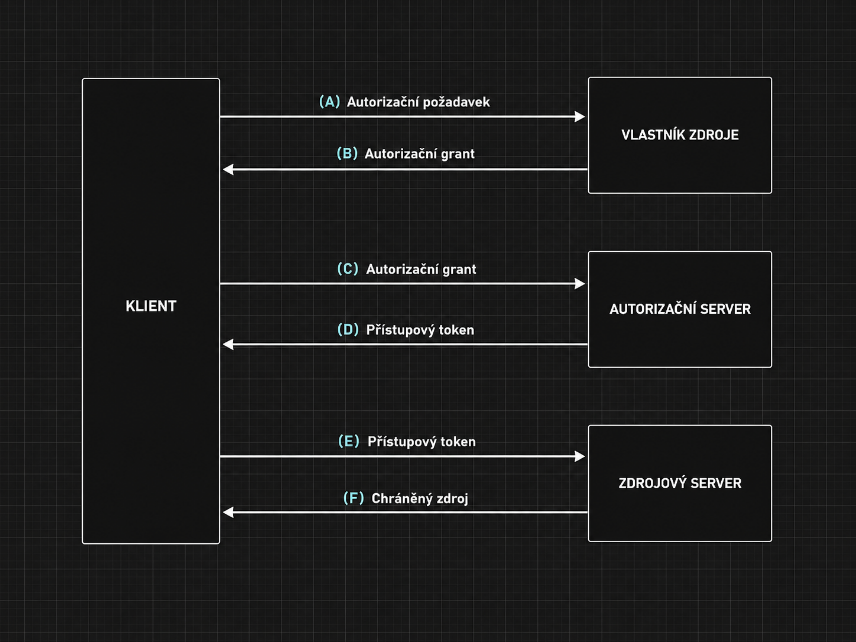 (A) Autorizační požadavek
VLASTNÍK ZDROJE
(B) Autorizační grant
(C) Autorizační grant
KLIENT
AUTORIZAČNÍ SERVER
(D) Přístupový token
(E) Přístupový token
ZDROJOVÝ SERVER
(F) Chráněný zdroj